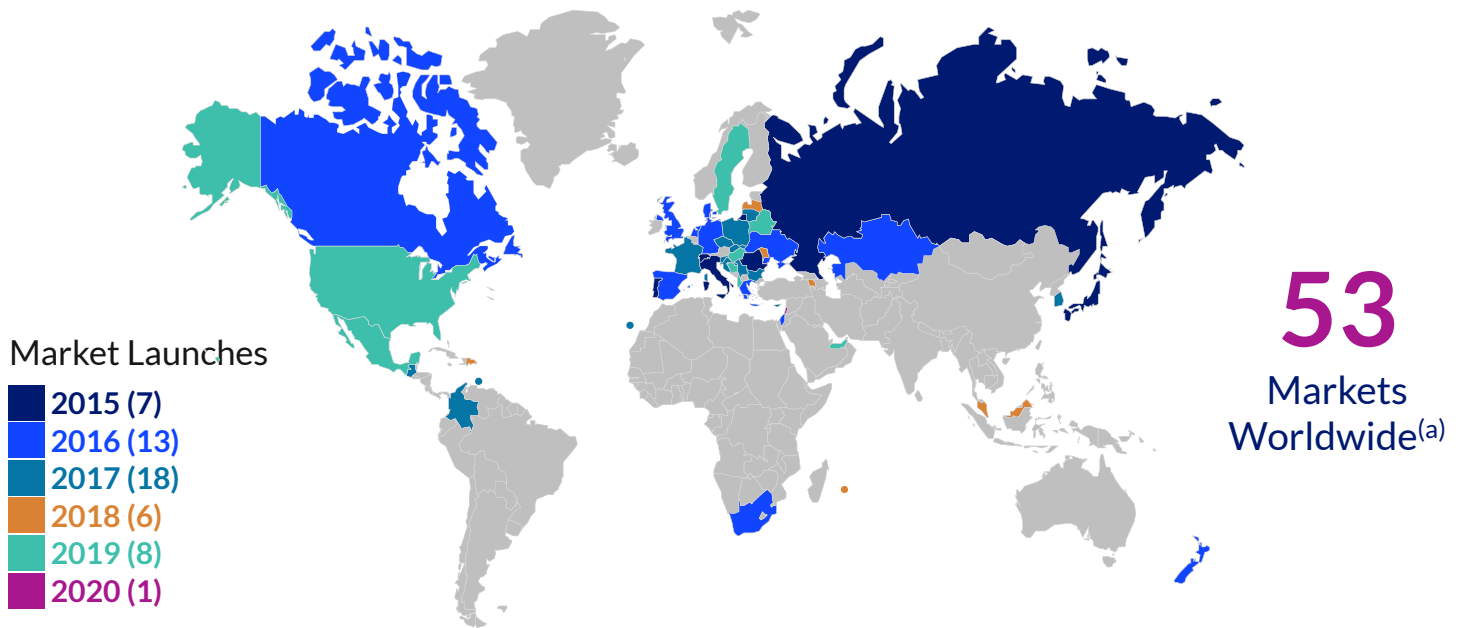 Market Launches
2015 (7)
2016 (13)
2017 (18)
2018 (6)
2019 (8)
2020 (1)
53
Markets
Worldwide(a)